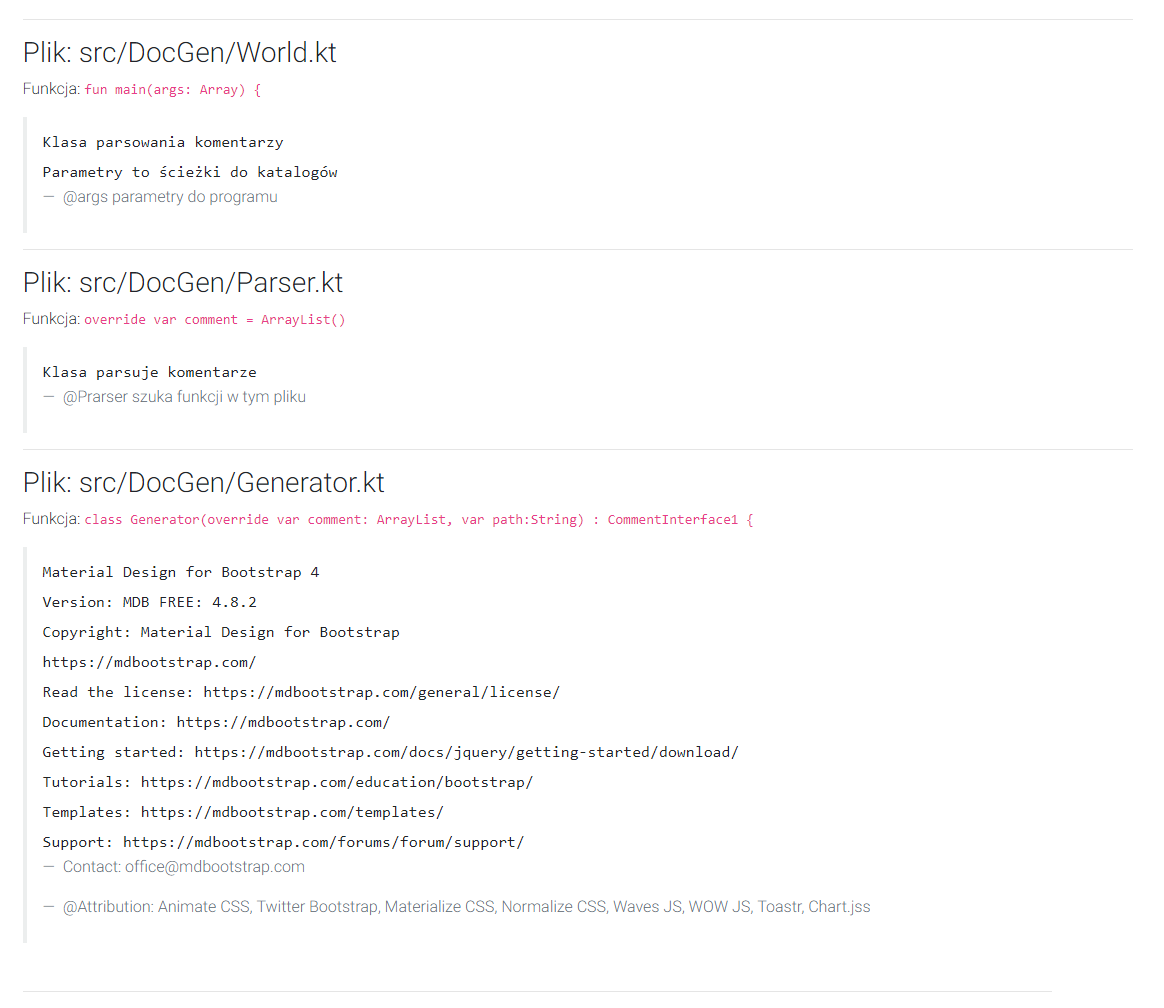 Plik: src/DocGen/World.kt
Funkcja: fun main(args: Array) {
Klasa parsowania komentarzy
Parametry to ścieżki do katalogów
— @args parametry do programu
Plik: src/DocGen/Parser.kt
Funkcja: override var comment = ArrayList()
Klasa parsuje komentarze
— @Prarser szuka funkcji w tym pliku
Plik: src/DocGen/Generator.kt
Funkcja: class Generator(override var comment: ArrayList, var path:String) : CommentInterface1 {
Material Design for Bootstrap 4
Version: MDB FREE: 4.8.2
Copyright: Material Design for Bootstrap
https://mdbootstrap.com/
Read the license: https://mdbootstrap.com/general/license/
Documentation: https://mdbootstrap.com/
Getting started: https://mdbootstrap.com/docs/jquery/getting-started/download/
Tutorials: https://mdbootstrap.com/education/bootstrap/
Templates: https://mdbootstrap.com/templates/
Support: https://mdbootstrap.com/forums/forum/support/
— Contact: office@mdbootstrap.com
— @Attribution: Animate CSS, Twitter Bootstrap, Materialize CSS, Normalize CSS, Waves JS, WOW JS, Toastr, Chart.jss